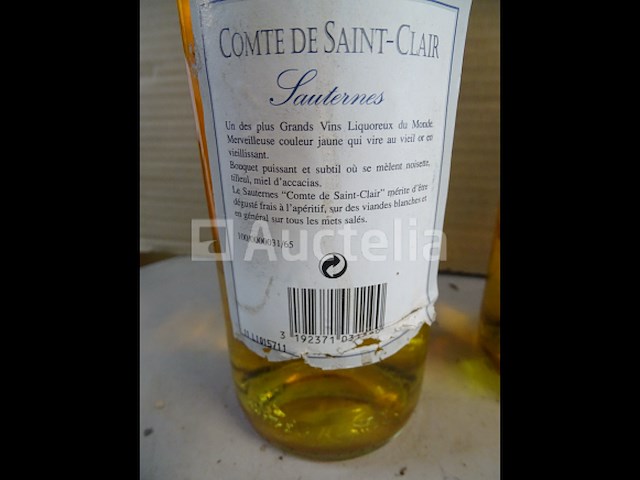 COMTE DE SAINT-CLAIR
Sauternes
Un des plus Grands Vins Liquoreux du Monde.
Merveilleuse couleur jaune qui vire au vieil or en
vieillissant.
Bouquet puissant et subtil où se mêlent noisette,
tilleul, miel d'accacias.
Le Sauternes "Comte de Saint-Clair" mérite d'être
dégusté frais à l'apéritif, sur des viandes blanches et
en général sur tous les mets salés.
Auctelia
3 192371